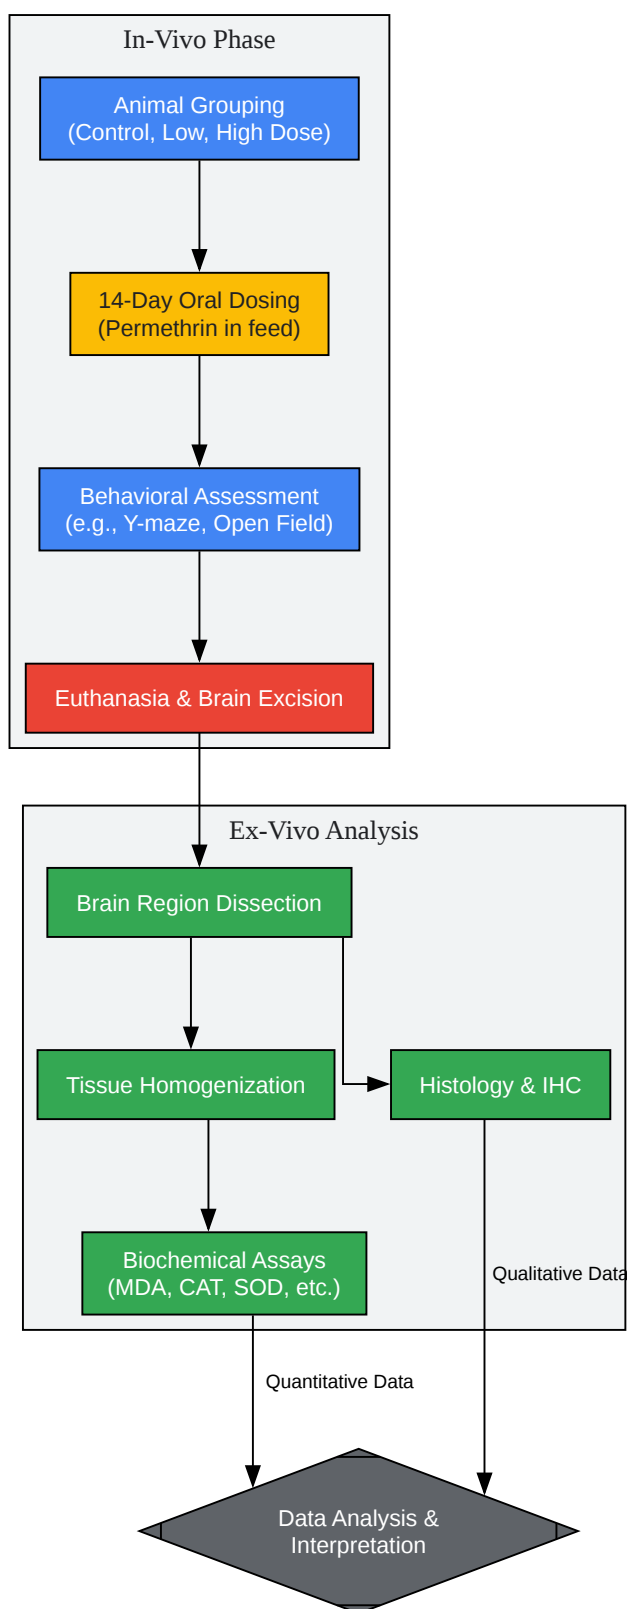 In-Vivo Phase
Animal Grouping
(Control, Low, High Dose)
14-Day Oral Dosing
(Permethrin in feed)
Behavioral Assessment
(e.g., Y-maze, Open Field)
Euthanasia & Brain Excision
Ex-Vivo Analysis
Brain Region Dissection
Tissue Homogenization
Histology & IHC
Biochemical Assays
(MDA, CAT, SOD, etc.)
Qualitative Data
Quantitative Data
Data Analysis &
Interpretation